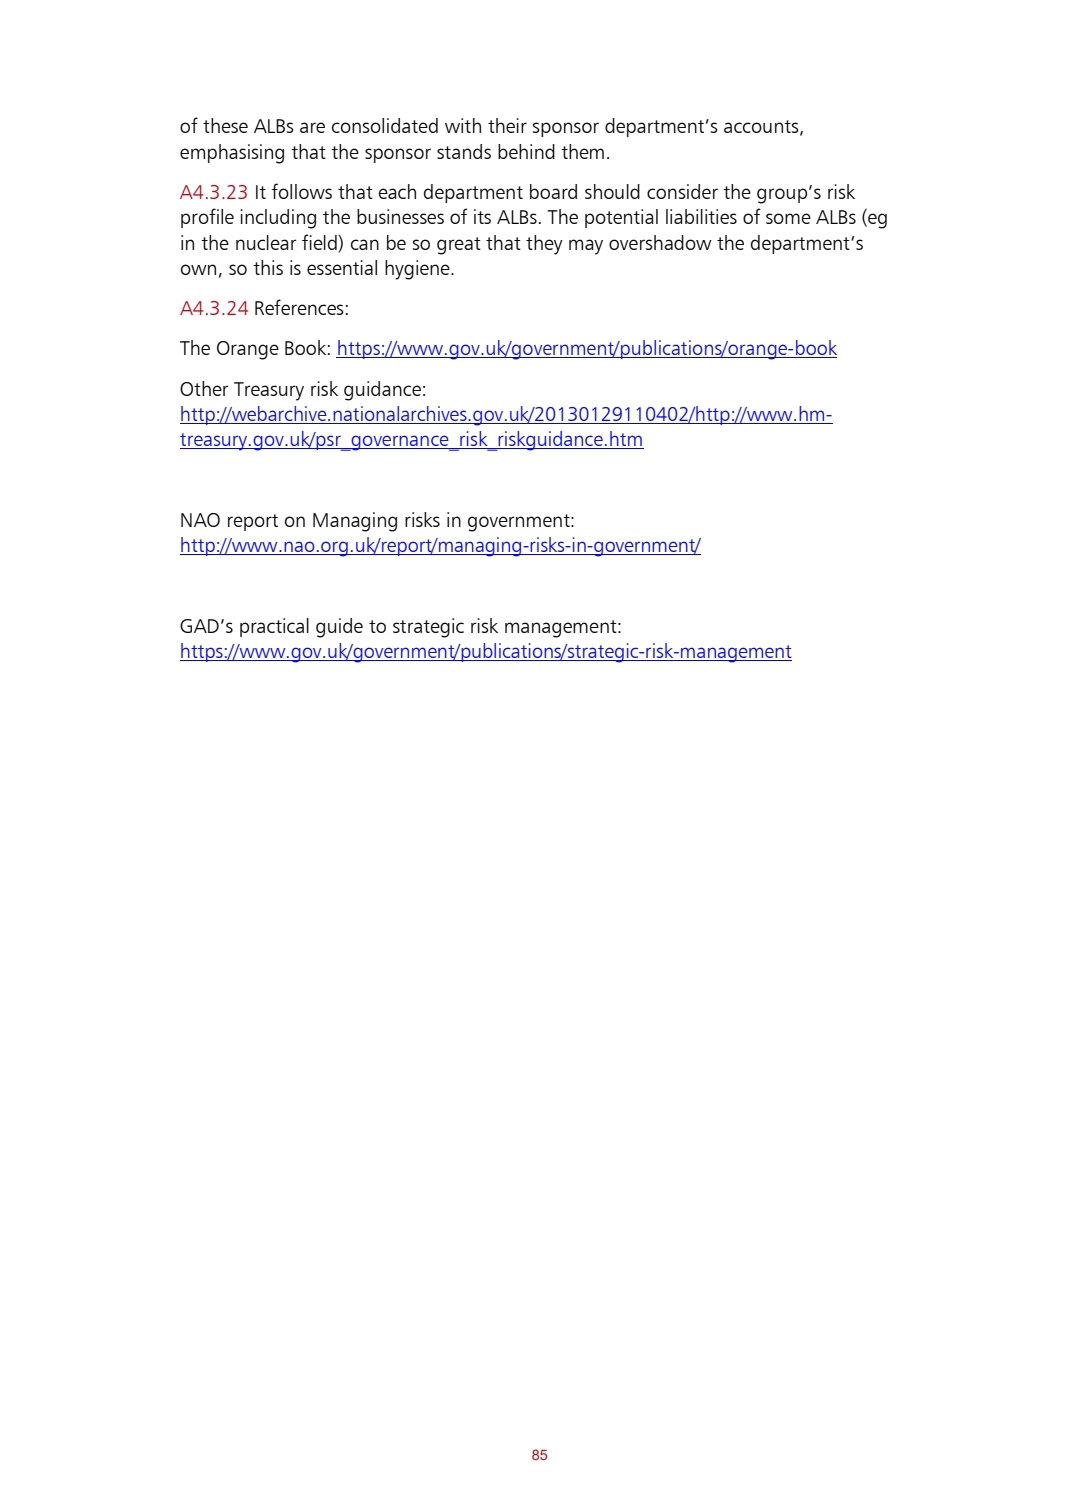 of these ALBs are consolidated with their sponsor department’s accounts,
emphasising that the sponsor stands behind them.
A4.3.23 It follows that each department board should consider the group’s risk
profile including the businesses of its ALBs. The potential liabilities of some ALBs (eg
in the nuclear field) can be so great that they may overshadow the department’s
own, so this is essential hygiene.
A4.3.24 References:
The Orange Book: https://www.gov.uk/government/publications/orange-book
Other Treasury risk guidance:
http://webarchive.nationalarchives.gov.uk/20130129110402/http://www.hm-
treasury.gov.uk/psr_governance_risk_riskguidance.htm
NAO report on Managing risks in government:
http://www.nao.org.uk/report/managing-risks-in-government/
GAD’s practical guide to strategic risk management:
https://www.gov.uk/government/publications/strategic-risk-management
85